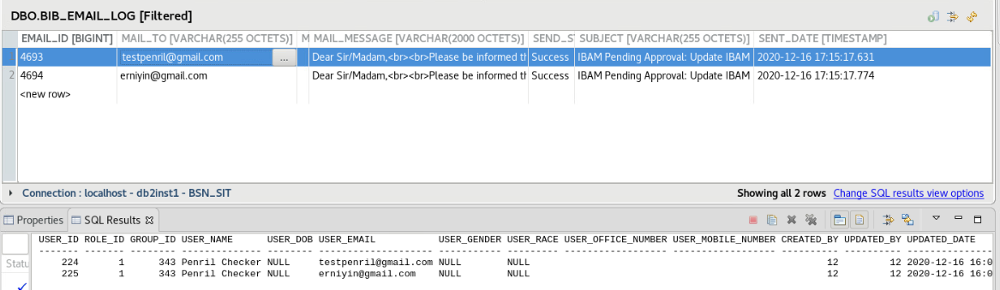 DBO.BIB_EMAIL_LOG [Filtered]
EMAIL_ID [BIGINT] MAIL_TO [VARCHAR(255 OCTETS)] M MAIL_MESSAGE [VARCHAR(2000 OCTETS)] SEND_ST SUBJECT [VARCHAR(255 OCTETS)] SENT_DATE [TIMESTAMP]
4693 testpenril@gmail.com ... Dear Sir/Madam,<br><br>Please be informed th Success IBAM Pending Approval: Update IBAM 2020-12-16 17:15:17.631
2 4694 erniyin@gmail.com Dear Sir/Madam,<br><br>Please be informed th Success IBAM Pending Approval: Update IBAM 2020-12-16 17:15:17.774
<new row>
Connection : localhost - db2inst1 - BSN_SIT Showing all 2 rows Change SQL results view options
Properties SQL Results
USER_ID ROLE_ID GROUP_ID USER_NAME USER_DOB USER_EMAIL USER_GENDER USER_RACE USER_OFFICE_NUMBER USER_MOBILE_NUMBER CREATED_BY UPDATED_BY UPDATED_DATE
------- ------- -------- -------------- -------- -------------------- ----------- --------- ------------------ ------------------ ---------- ---------- ---------------
Statu 224 1 343 Penril Checker NULL testpenril@gmail.com NULL NULL 12 12 2020-12-16 16:0
225 1 343 Penril Checker NULL erniyin@gmail.com NULL NULL 12 12 2020-12-16 16:0